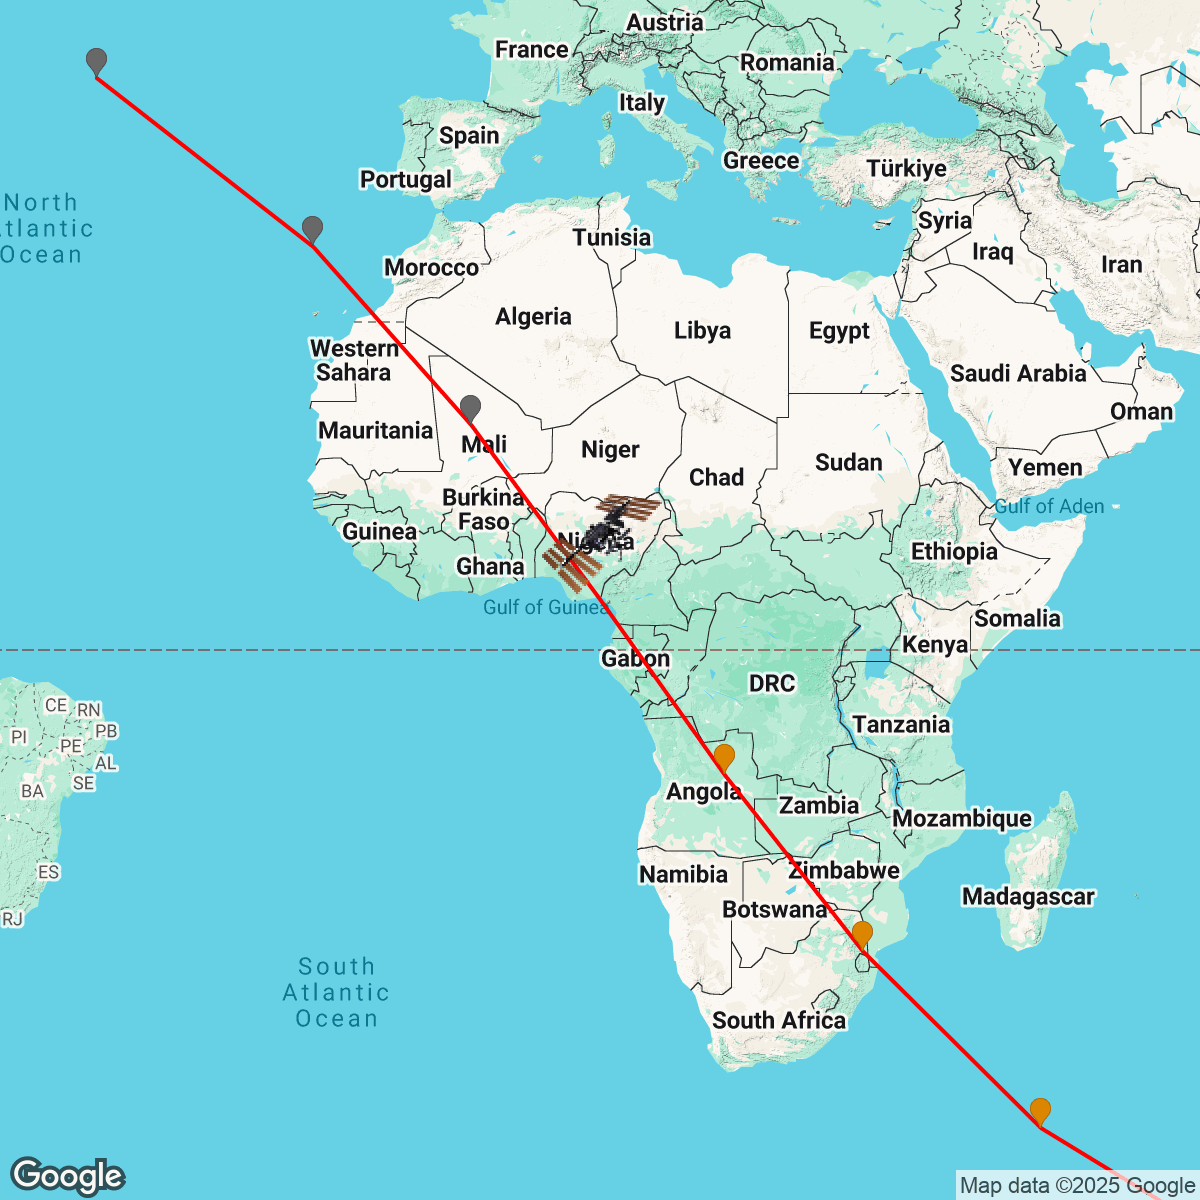 Austria
France
Romania
Italy
Spain
Greece
Türkiye
Portugal
North
Atlantic
Ocean
Syria
Tunisia
Iraq
Morocco
Iran
Algeria
Libya
Egypt
Western
Sahara
Saudi Arabia
Oman
Mauritania
Mali
Niger
Chad
Sudan
Yemen
Burkina
Faso
Gulf of Aden
Guinea
Ethiopia
Ghana
Gulf of Guinea
Somalia
Kenya
Gabon
DRC
CE
RN
PI
PB
PE
Tanzania
AL
SE
BA
Angola
Zambia
Mozambique
ES
Namibia
Zimbabwe
Madagascar
Botswana
RJ
South
Atlantic
Ocean
South Africa
Google
Map data ©2025 Google